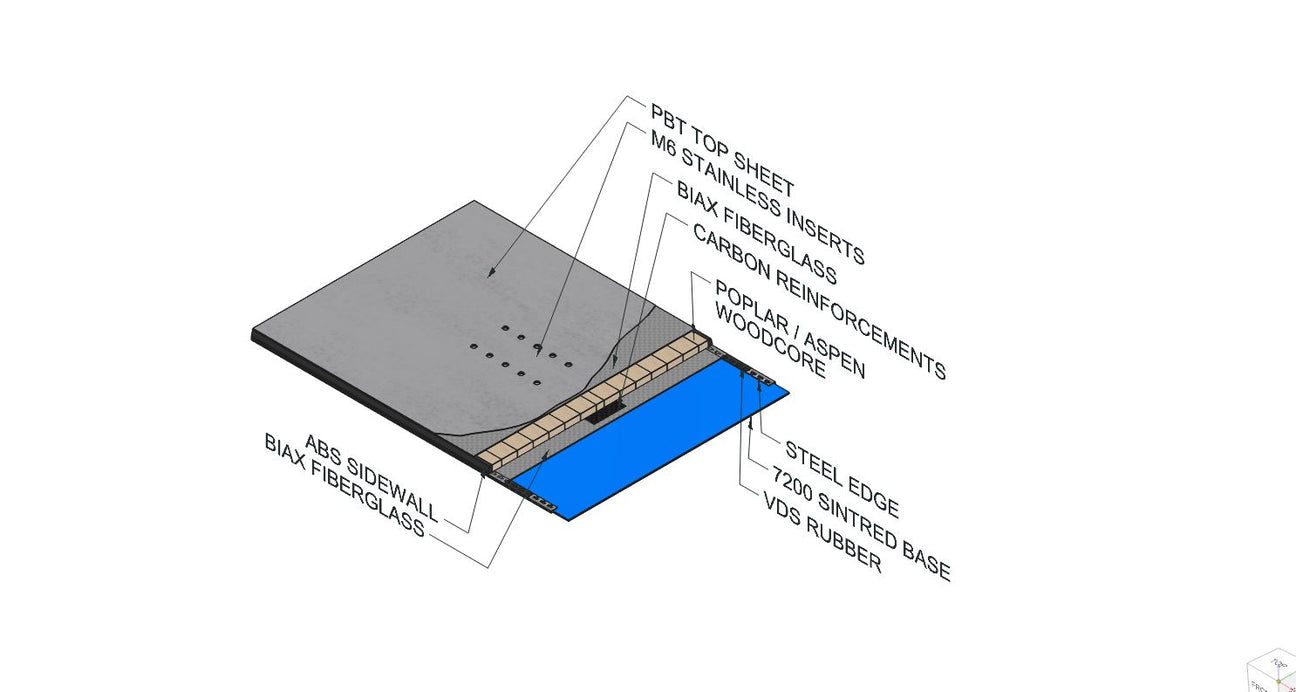 PBT TOP SHEET
M6 STAINLESS INSERTS
BIAX FIBERGLASS
CARBON REINFORCEMENTS
POPLAR / ASPEN
WOODCORE
ABS SIDEWALL
BIAX FIBERGLASS
STEEL EDGE
7200 SINTRED BASE
VDS RUBBER
TOP